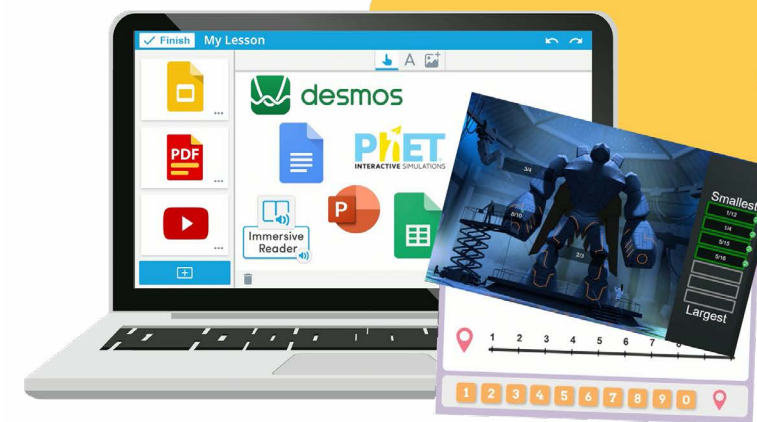 Finish My Lesson
A
PDF
desmos
PhET
INTERACTIVE SIMULATIONS
P
Immersive
Reader
3/4
8/10
2/3
Smallest
1/12
1/4
5/15
5/16
Largest
1 2 3 4 5 6 7
1 2 3 4 5 6 7 8 9 0